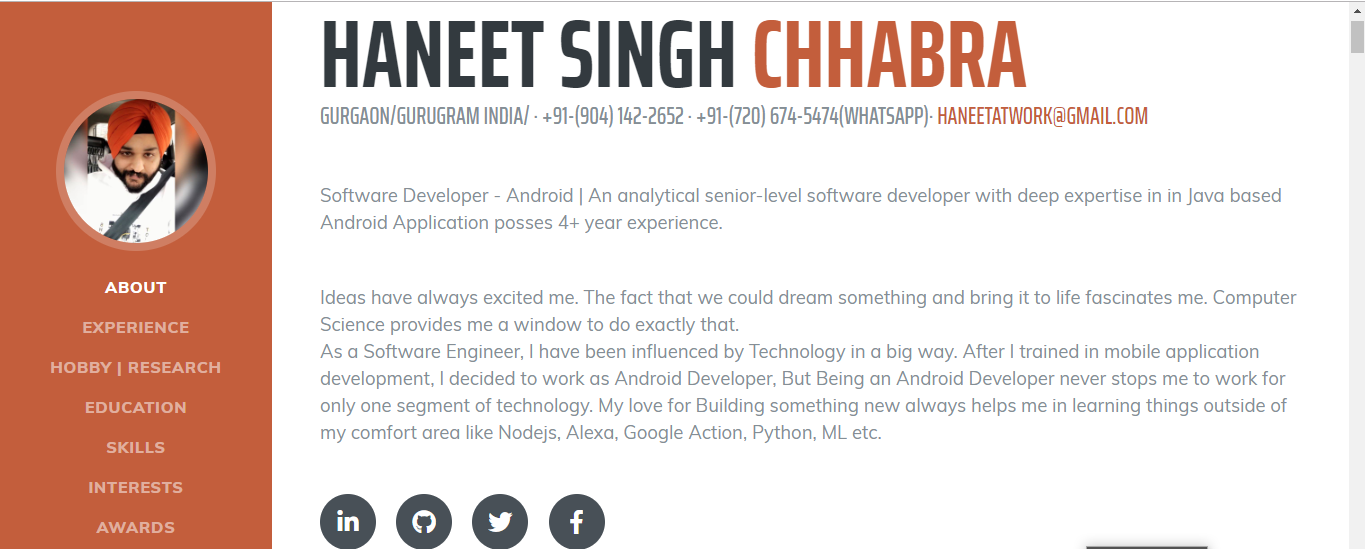 HANEET SINGH CHHABRA
GURGAON/GURUGRAM INDIA/ · +91-(904) 142-2652 · +91-(720) 674-5474(WHATSAPP)· HANEETATWORK@GMAIL.COM
Software Developer - Android | An analytical senior-level software developer with deep expertise in in Java based
Android Application posses 4+ year experience.
Ideas have always excited me. The fact that we could dream something and bring it to life fascinates me. Computer
Science provides me a window to do exactly that.
As a Software Engineer, I have been influenced by Technology in a big way. After I trained in mobile application
development, I decided to work as Android Developer, But Being an Android Developer never stops me to work for
only one segment of technology. My love for Building something new always helps me in learning things outside of
my comfort area like Nodejs, Alexa, Google Action, Python, ML etc.
ABOUT
EXPERIENCE
HOBBY | RESEARCH
EDUCATION
SKILLS
INTERESTS
AWARDS